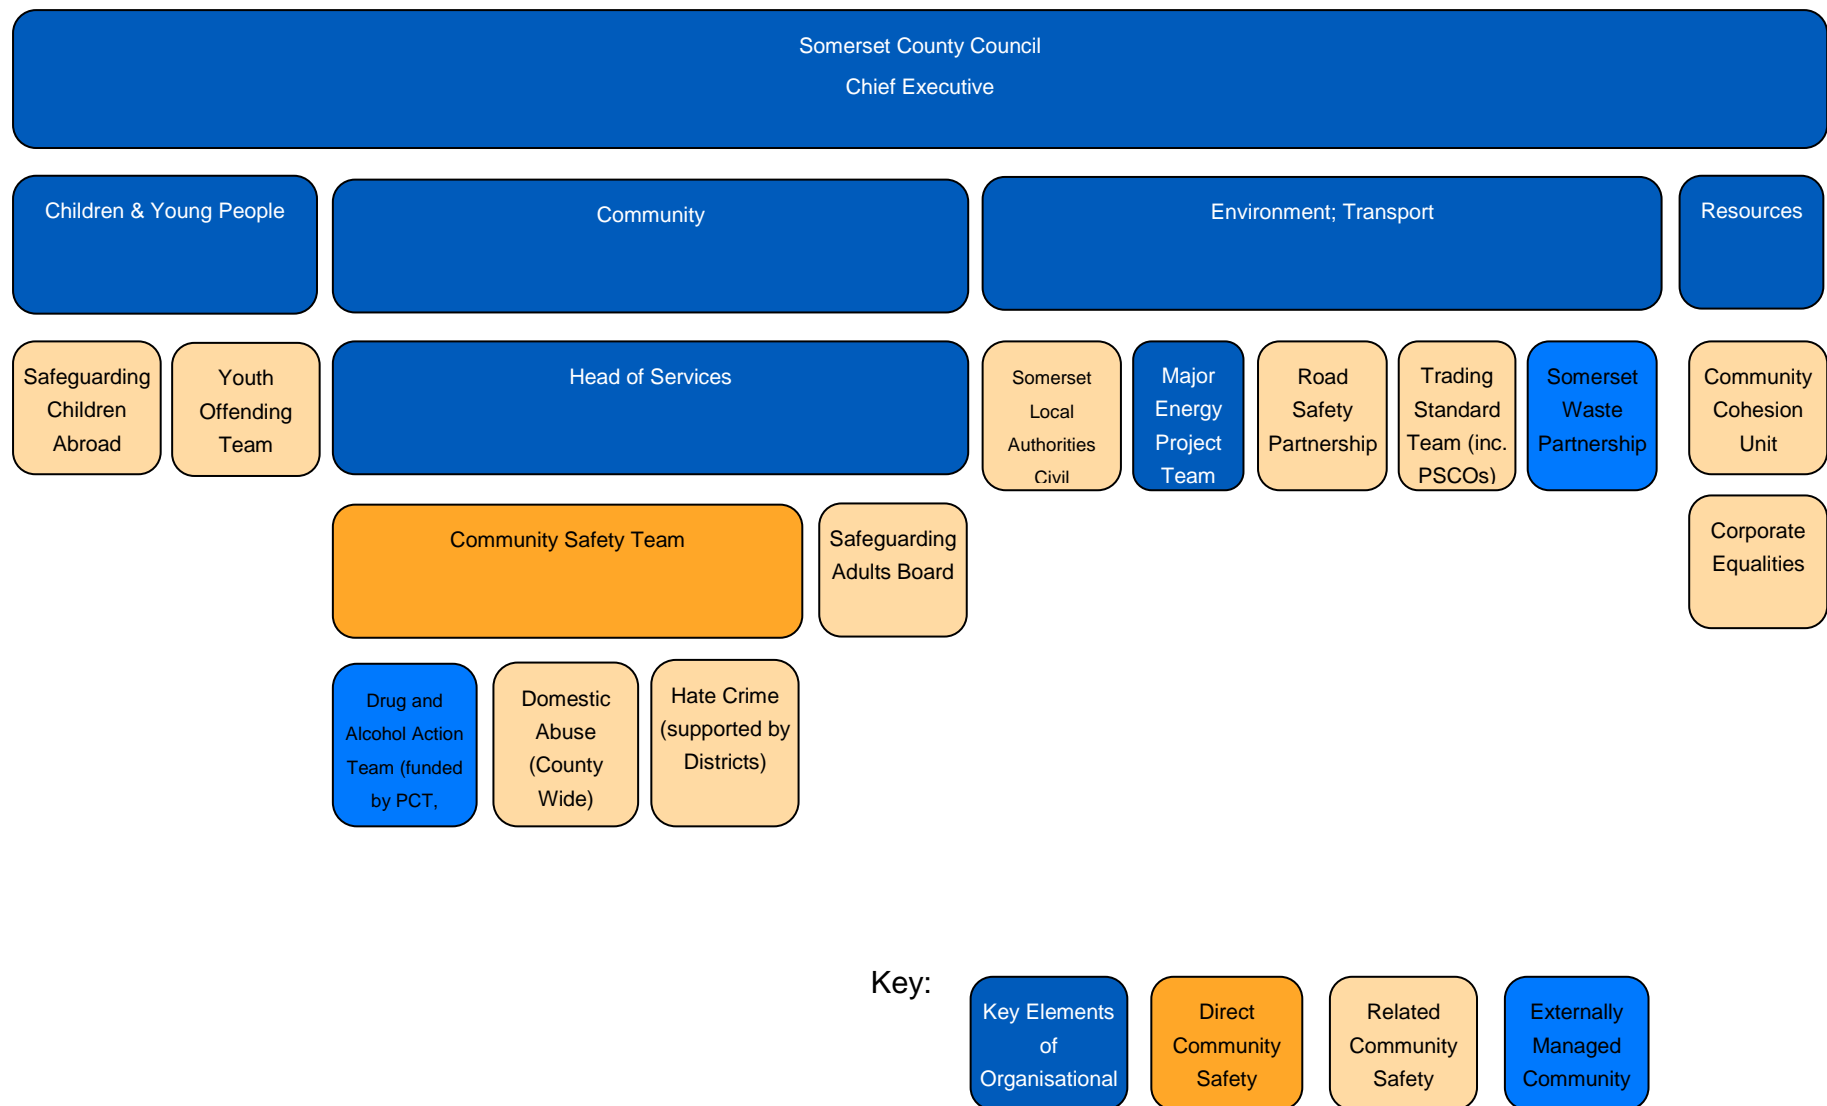 Somerset County Council
Chief Executive
Children & Young People
Community
Environment; Transport
Resources
Safeguarding
Children
Abroad
Youth
Offending
Team
Head of Services
Somerset
Local
Authorities
Civil
Major
Energy
Project
Team
Road
Safety
Partnership
Trading
Standard
Team (inc.
PSCOs)
Somerset
Waste
Partnership
Community
Cohesion
Unit
Community Safety Team
Safeguarding
Adults Board
Corporate
Equalities
Drug and
Alcohol Action
Team (funded
by PCT,
Domestic
Abuse
(County
Wide)
Hate Crime
(supported by
Districts)
Key:
Key Elements
of
Organisational
Direct
Community
Safety
Related
Community
Safety
Externally
Managed
Community